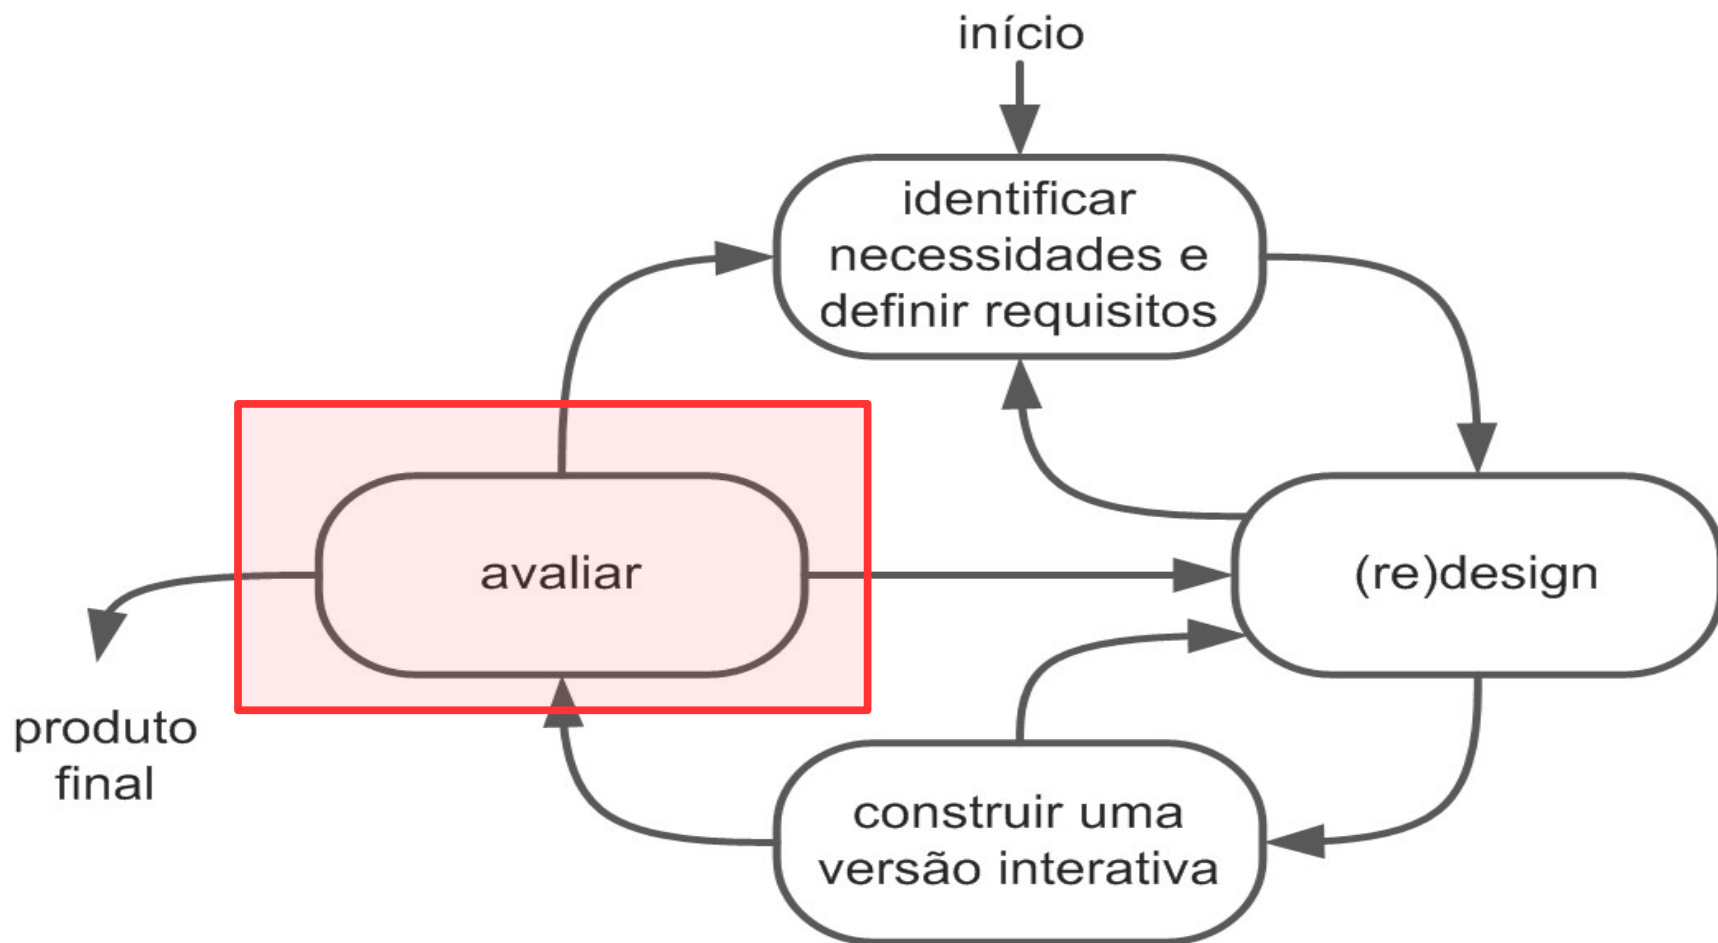 início
identificar
necessidades e
definir requisitos
avaliar
(re)design
produto
final
construir uma
versão interativa